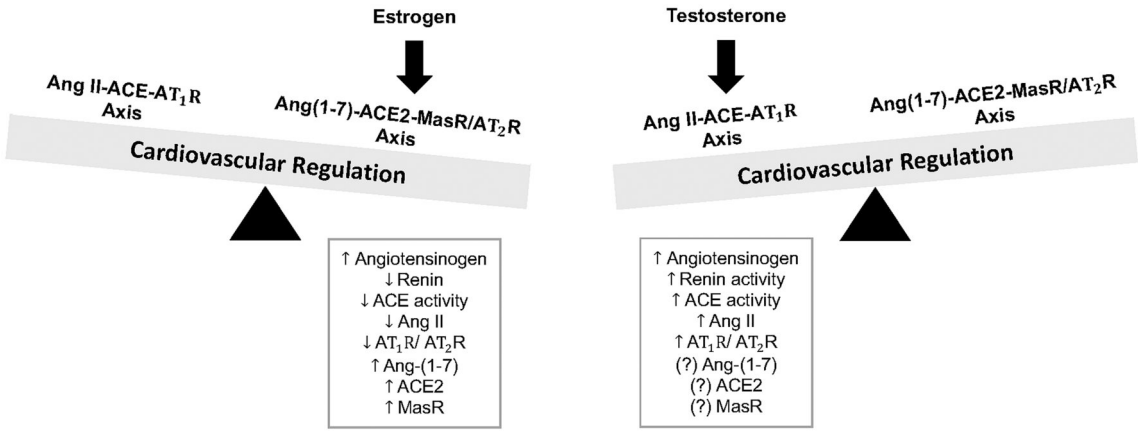 Estrogen
Ang II-ACE-AT₁R
Axis
Ang(1-7)-ACE2-MasR/AT₂R
Axis
Cardiovascular Regulation
↑ Angiotensinogen
↓ Renin
↓ ACE activity
↓ Ang II
↓ AT₁R/ AT₂R
↑ Ang-(1-7)
↑ ACE2
↑ MasR
Testosterone
Ang II-ACE-AT₁R
Axis
Ang(1-7)-ACE2-MasR/AT₂R
Axis
Cardiovascular Regulation
↑ Angiotensinogen
↑ Renin activity
↑ ACE activity
↑ Ang II
↑ AT₁R/ AT₂R
(?) Ang-(1-7)
(?) ACE2
(?) MasR